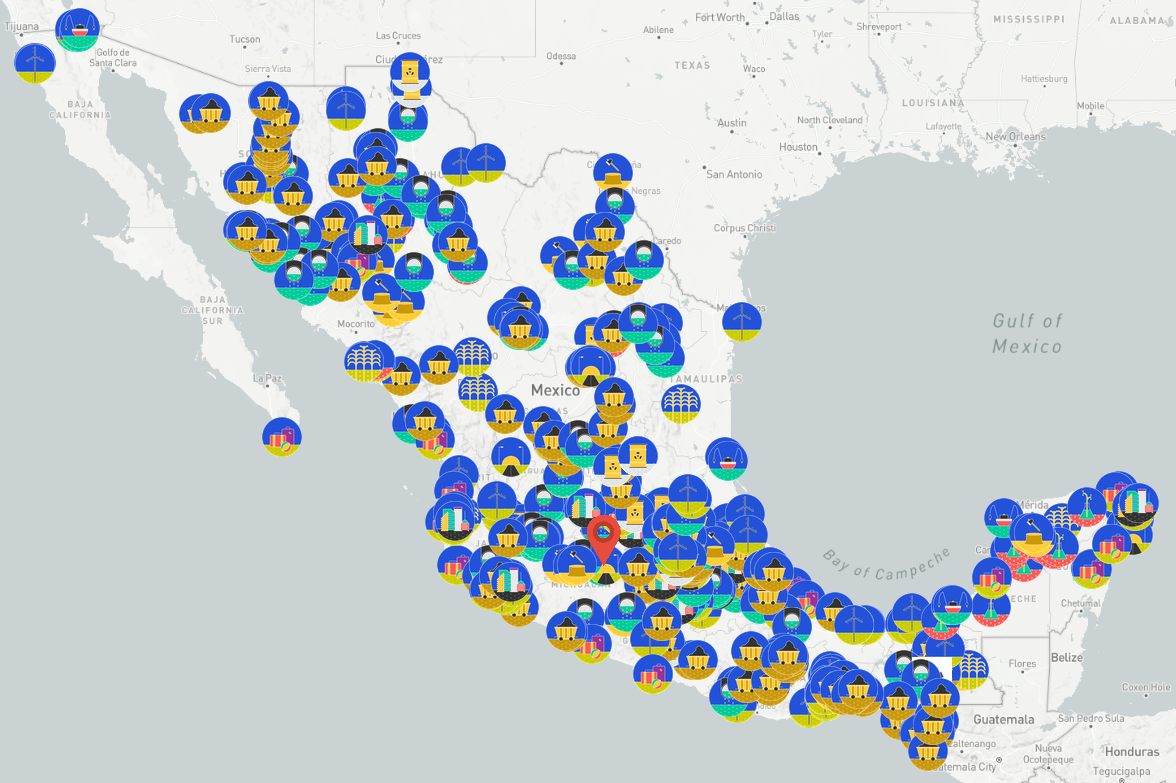 Tijuana
Golfo de
Santa Clara
BAJA
CALIFORNIA
Tucson
Sierra Vista
Las Cruces
Fort Worth
Dallas
Abilene
Tyler
Shreveport
MISSISSIPPI
ALABAMA
Odessa
TEXAS
Waco
Hattiesburg
LOUISIANA
Mobile
Austin
North Cleveland
Lafayette
New Orleans
Houston
San Antonio
Negras
Corpus Christi
BAJA
CALIFORNIA
SUR
Mocorito
La Paz
Gulf of
Mexico
Mexico
TAMAULIPAS
Mérida
Bay of Campeche
Chetumal
Belize
Flores
Coxen Hole
Guatemala
San Pedro Sula
Guatemala City
Nueva
Ocotepeque
Honduras
Tegucigalpa